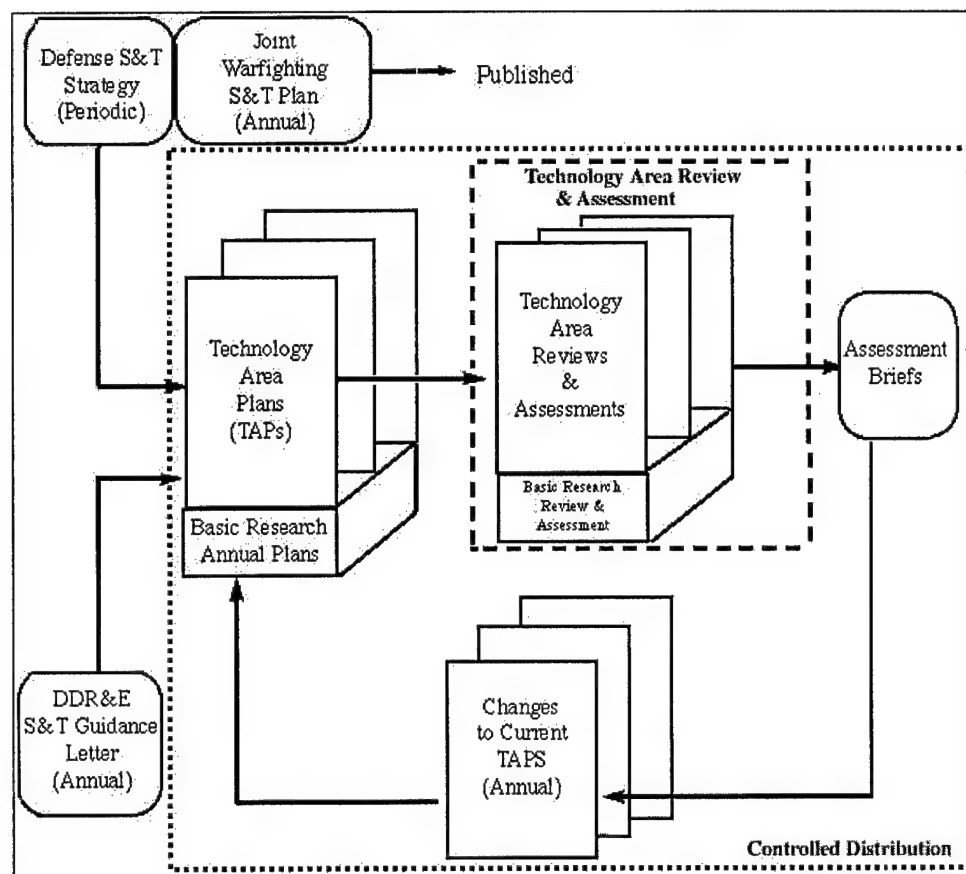 Defense S&T
Strategy
(Periodic)
Joint
Warfighting
S&T Plan
(Annual)
Published
Technology Area Review
& Assessment
Technology
Area
Plans
(TAPs)
Basic Research
Annual Plans
Technology
Area
Reviews
&
Assessments
Basic Research
Review &
Assessment
Assessment
Briefs
DDR&E
S&T Guidance
Letter
(Annual)
Changes
to Current
TAPS
(Annual)
Controlled Distribution